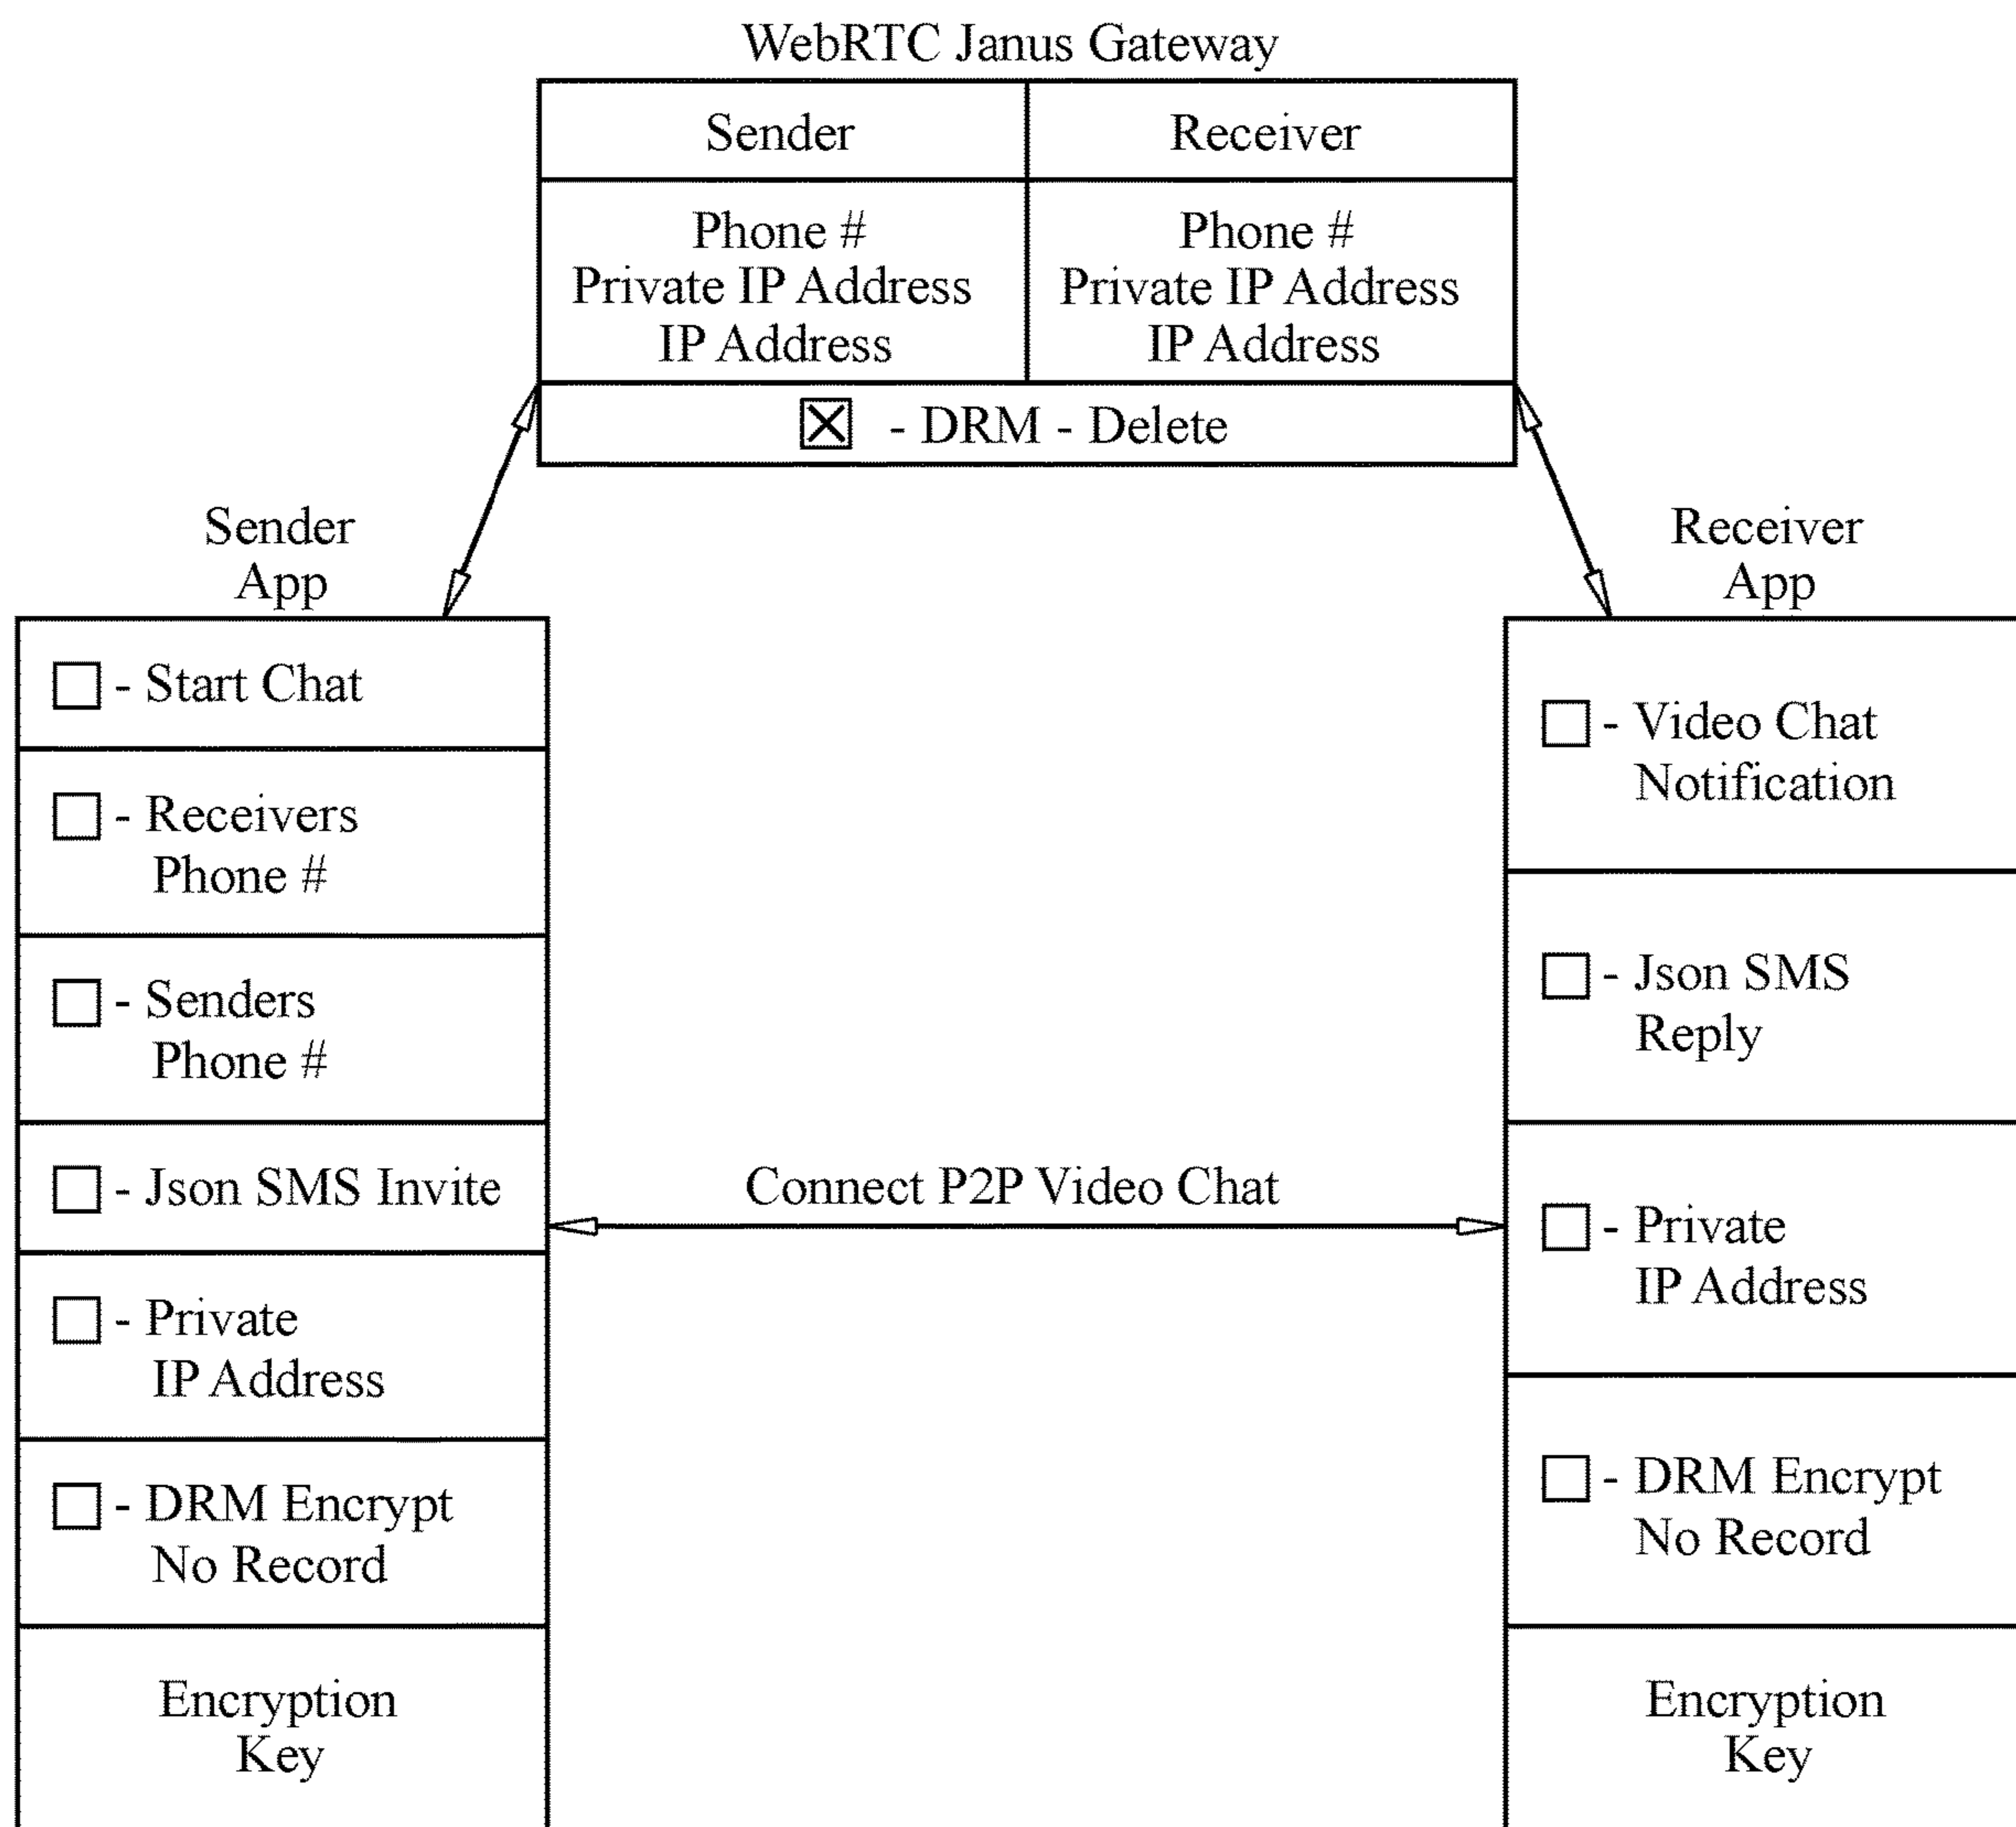 WebRTC Janus Gateway
Sender
Receiver
Phone #
Private IP Address
IP Address
Phone #
Private IP Address
IP Address
- DRM - Delete
Sender
App
- Start Chat
- Receivers
Phone #
- Senders
Phone #
- Json SMS Invite
- Private
IP Address
- DRM Encrypt
No Record
Encryption
Key
Connect P2P Video Chat
Receiver
App
- Video Chat
Notification
- Json SMS
Reply
- Private
IP Address
- DRM Encrypt
No Record
Encryption
Key